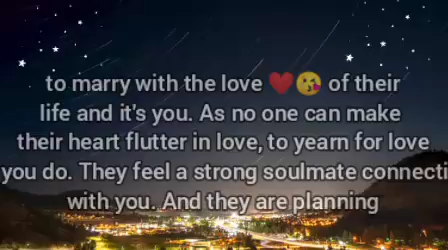 to marry with the love ❤️😘 of their
life and it's you. As no one can make
their heart flutter in love, to yearn for love
you do. They feel a strong soulmate connecti
with you. And they are planning